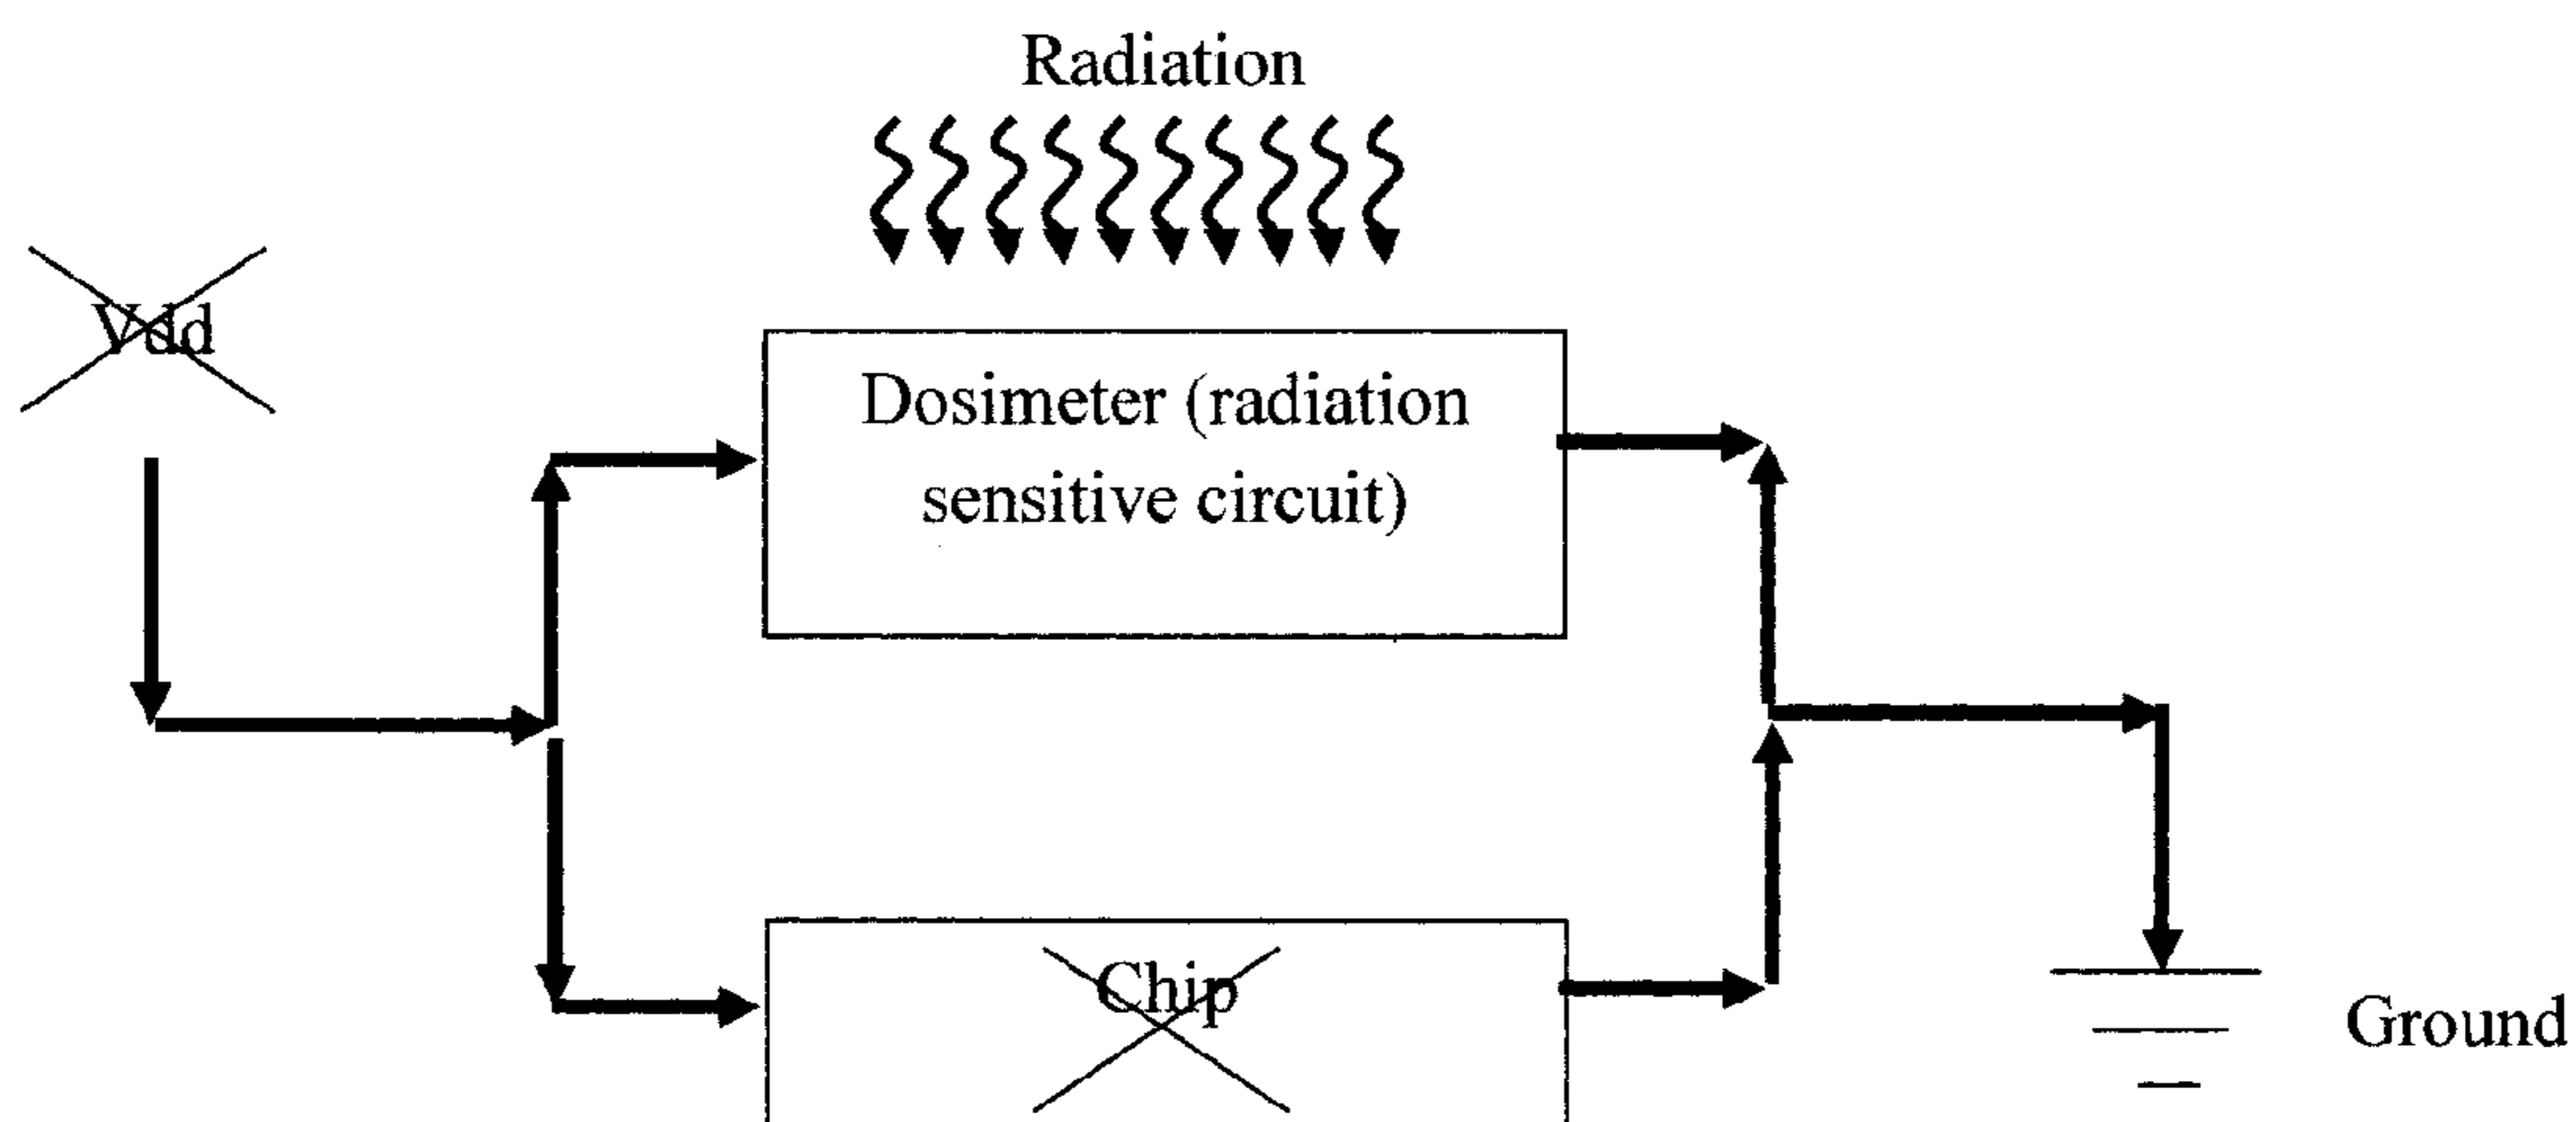 Radiation
Vdd
Dosimeter (radiation
sensitive circuit)
Chip
Ground